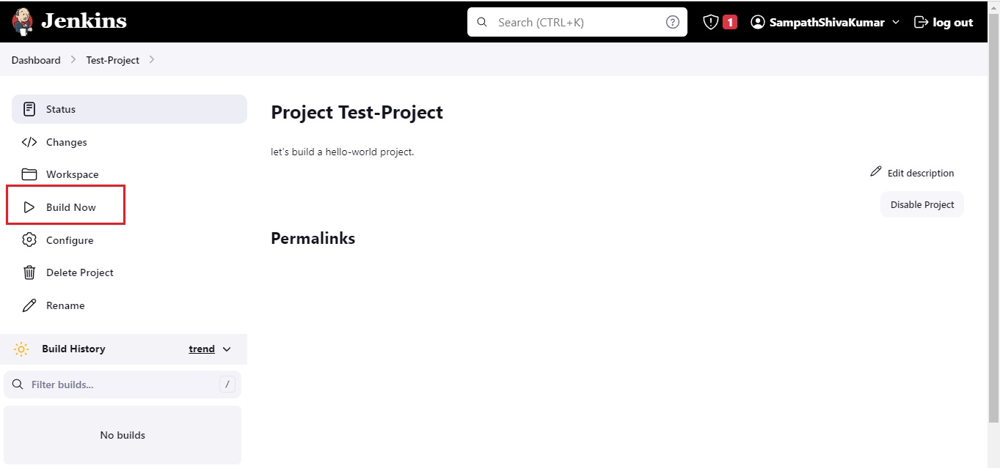 Jenkins
Search (CTRL+K)
?
! 1
SampathShivaKumar
log out
Dashboard > Test-Project >
Status
Changes
Workspace
Build Now
Configure
Delete Project
Rename
Build History
trend
Filter builds...
/
No builds
Project Test-Project
let's build a hello-world project.
Edit description
Disable Project
Permalinks